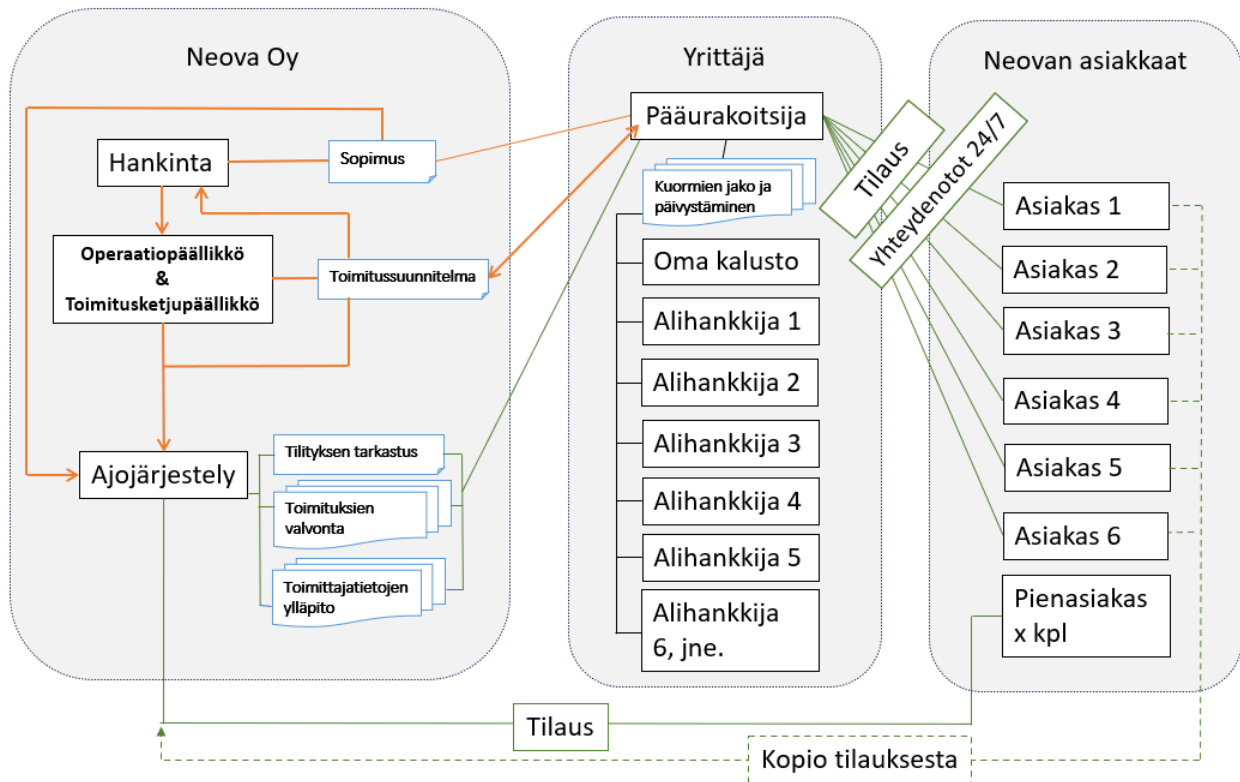 Neova Oy
Hankinta
Sopimus
Operaatiopäällikkö
&
Toimitusketjupäällikkö
Toimitussuunnitelma
Ajojärjestely
Tilityksen tarkastus
Toimituksien
valvonta
Toimittajatietojen
ylläpito
Yrittäjä
Pääurakoitsija
Kuormien jako ja
päivystäminen
Oma kalusto
Alihankkija 1
Alihankkija 2
Alihankkija 3
Alihankkija 4
Alihankkija 5
Alihankkija
6, jne.
Tilaus
Yhteydenotot 24/7
Neovan asiakkaat
Asiakas 1
Asiakas 2
Asiakas 3
Asiakas 4
Asiakas 5
Asiakas 6
Pienasiakas
x kpl
Tilaus
Kopio tilauksesta